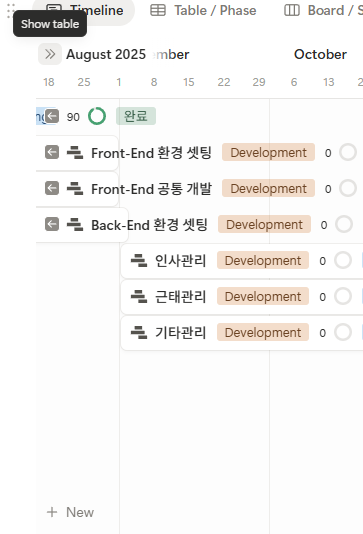 Timeline
Table / Phase
Board / S
Show table
August 2025
mber
October
18 25 1 8 15 22 29 6 13 2
90 완료
Front-End 환경 셋팅 Development 0
Front-End 공통 개발 Development 0
Back-End 환경 셋팅 Development 0
인사관리 Development 0
근태관리 Development 0
기타관리 Development 0
New